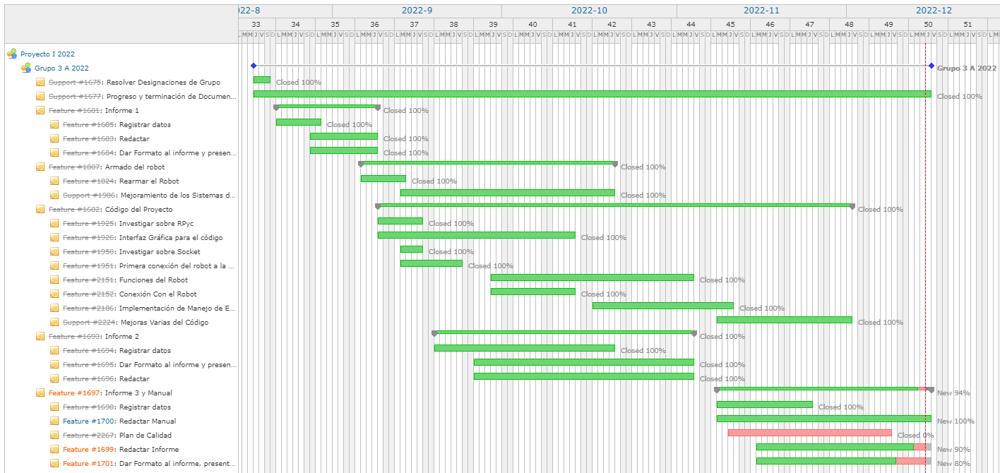 022-8 2022-9 2022-10 2022-11 2022-12
33 34 35 36 37 38 39 40 41 42 43 44 45 46 47 48 49 50 51
L M M J V S D L M M J V S D L M M J V S D L M M J V S D L M M J V S D L M M J V S D L M M J V S D L M M J V S D L M M J V S D L M M J V S D L M M J V S D L M M J V S D L M M J V S D L M M J V S D L M M J V S D L M M J V S D L M M J V S D L M M J V S D L M M J V S D L M
Proyecto I 2022
Grupo 3 A 2022 Grupo 3 A 2022
Support #1675: Resolver Designaciones de Grupo Closed 100%
Support #1677: Progreso y terminación de Documen... Closed 100%
Feature #1681: Informe 1 Closed 100%
Feature #1685: Registrar datos Closed 100%
Feature #1683: Redactar Closed 100%
Feature #1684: Dar Formato al informe y presen... Closed 100%
Feature #1807: Armado del robot Closed 100%
Feature #1824: Rearmar el Robot Closed 100%
Support #1986: Mejoramiento de los Sistemas d... Closed 100%
Feature #1682: Código del Proyecto Closed 100%
Feature #1925: Investigar sobre RPyc Closed 100%
Feature #1926: Interfaz Gráfica para el código Closed 100%
Feature #1950: Investigar sobre Socket Closed 100%
Feature #1951: Primera conexión del robot a la ... Closed 100%
Feature #2151: Funciones del Robot Closed 100%
Feature #2152: Conexión Con el Robot Closed 100%
Feature #2186: Implementación de Manejo de E... Closed 100%
Support #2224: Mejoras Varias del Código Closed 100%
Feature #1693: Informe 2 Closed 100%
Feature #1694: Registrar datos Closed 100%
Feature #1695: Dar Formato al informe y presen... Closed 100%
Feature #1696: Redactar Closed 100%
Feature #1697: Informe 3 y Manual New 94%
Feature #1698: Registrar datos Closed 100%
Feature #1700: Redactar Manual New 100%
Feature #2267: Plan de Calidad Closed 0%
Feature #1699: Redactar Informe New 90%
Feature #1701: Dar Formato al informe, present... New 80%